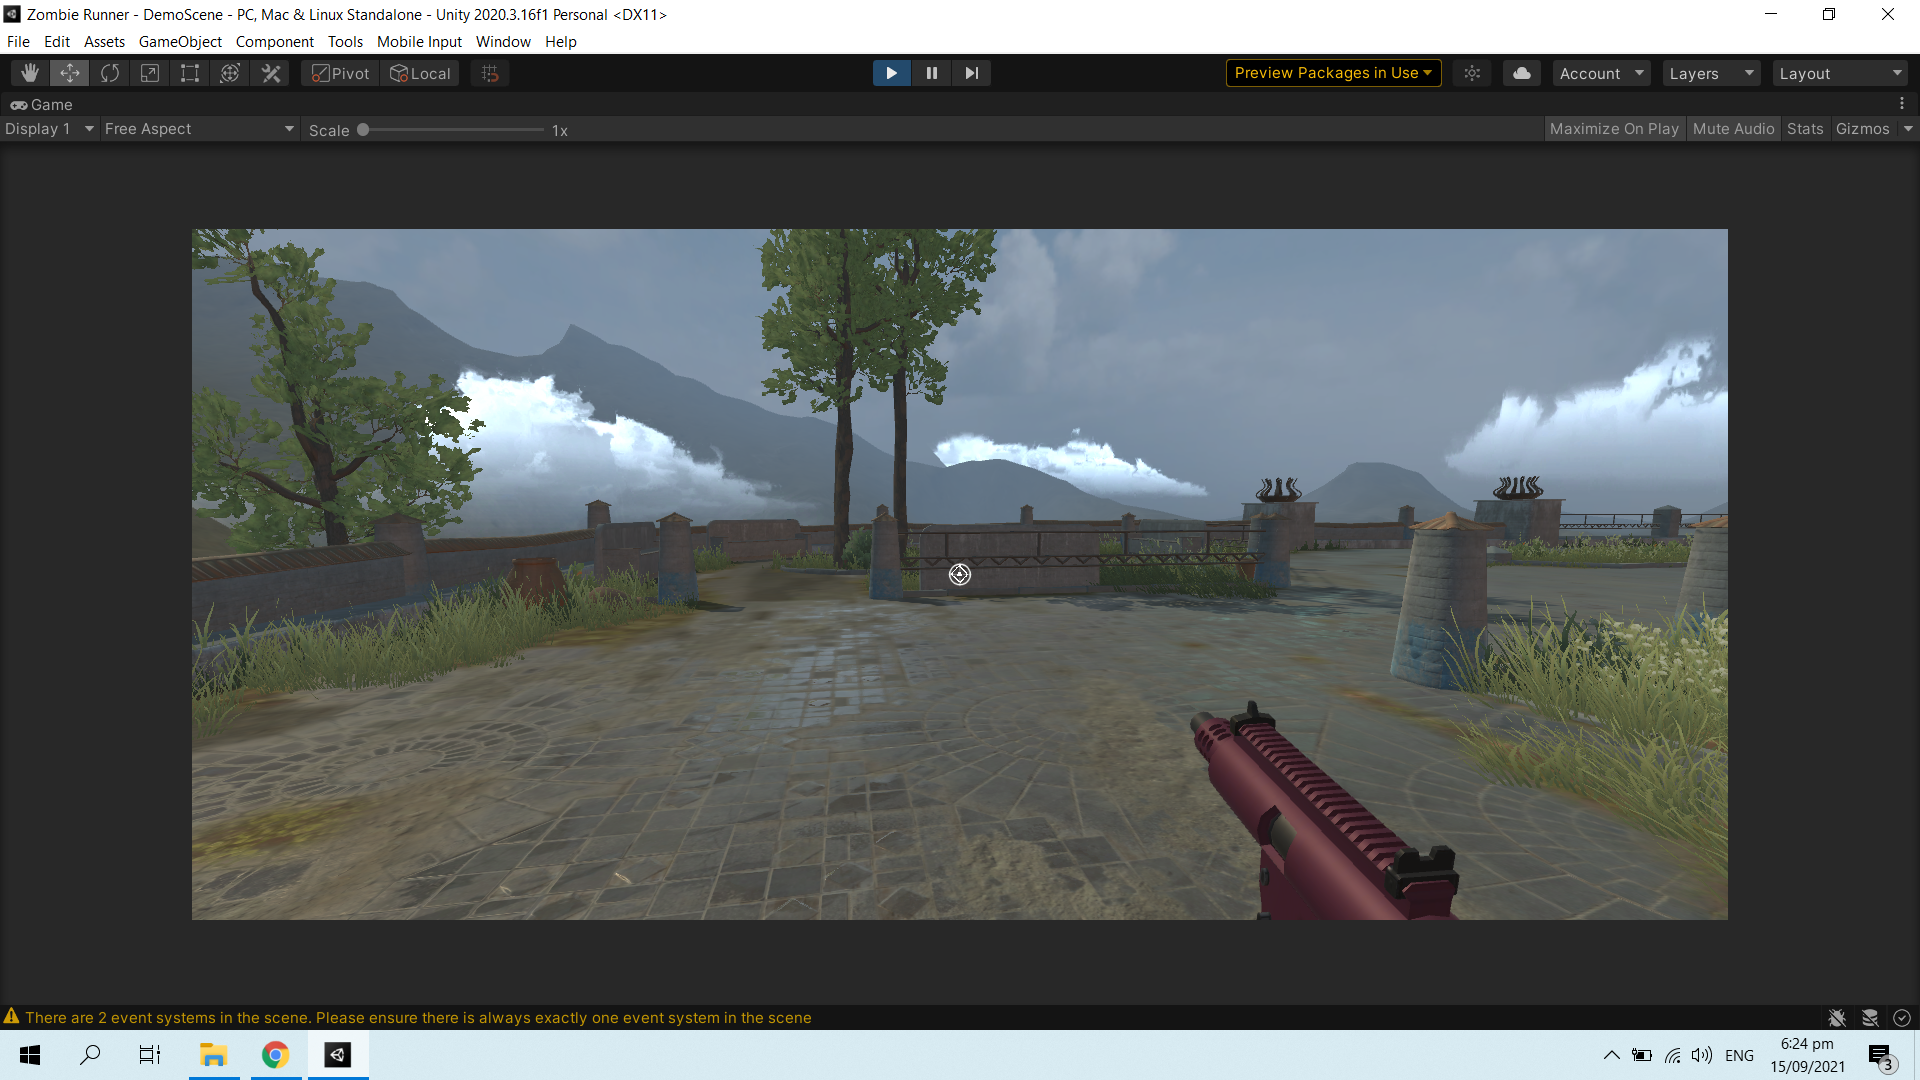 Zombie Runner - DemoScene - PC, Mac & Linux Standalone - Unity 2020.3.16f1 Personal <DX11>
File Edit Assets GameObject Component Tools Mobile Input Window Help
Pivot Local Preview Packages in Use Account Layers Layout
Game
Display 1 Free Aspect Scale 1x Maximize On Play Mute Audio Stats Gizmos
There are 2 event systems in the scene. Please ensure there is always exactly one event system in the scene
ENG
6:24 pm
15/09/2021
3